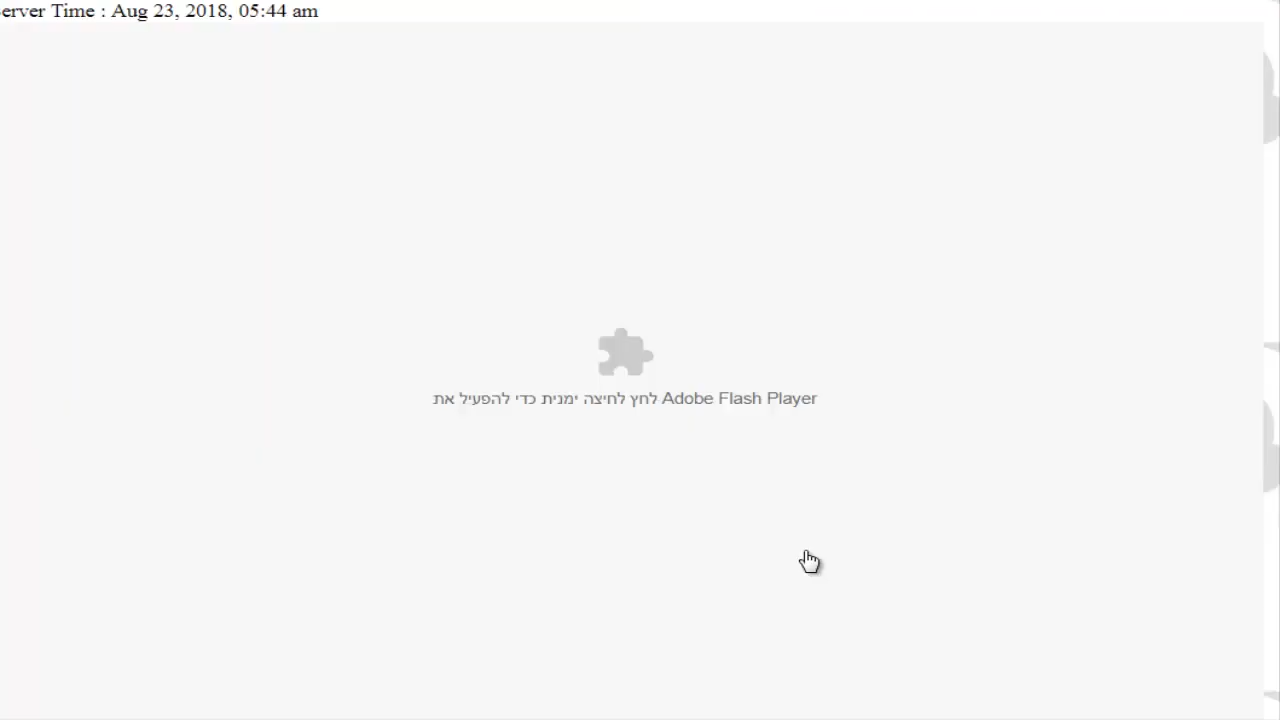 erver Time : Aug 23, 2018, 05:44 am
לחץ לחיצה ימנית כדי להפעיל את Adobe Flash Player